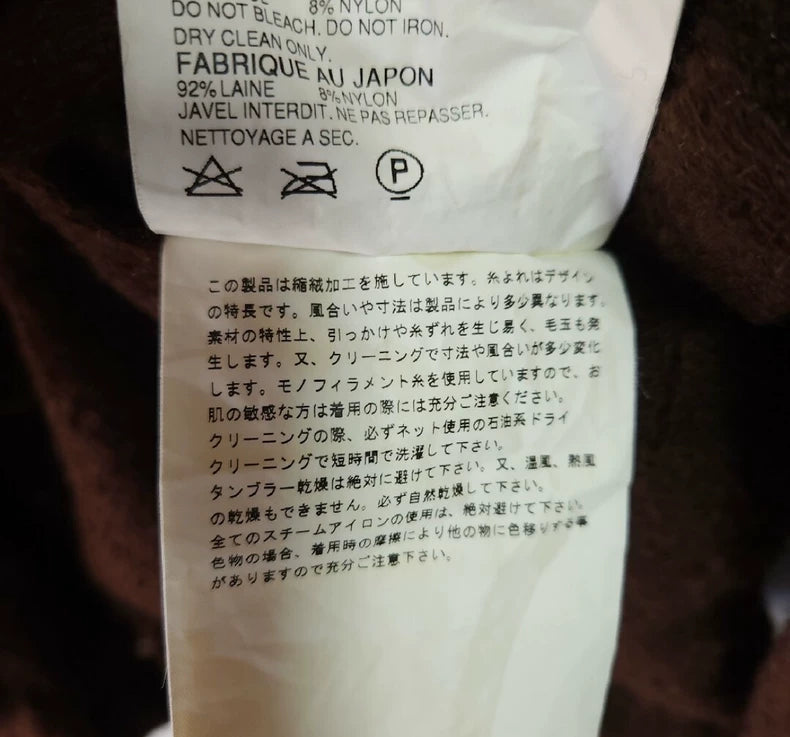 8% NYLON
DO NOT BLEACH. DO NOT IRON.
DRY CLEAN ONLY.
FABRIQUE AU JAPON
92% LAINE 8% NYLON
JAVEL INTERDIT. NE PAS REPASSER.
NETTOYAGE A SEC.
P
この製品は縮絨加工を施しています。糸よれはデザイン
の特長です。風合いや寸法は製品により多少異なります。
素材の特性上、引っかけや糸ずれを生じ易く、毛玉も発
生します。又、クリーニングで寸法や風合いが多少変化
します。モノフィラメント糸を使用していますので、お
肌の敏感な方は着用の際には充分ご注意ください。
クリーニングの際、必ずネット使用の石油系ドライ
クリーニングで短時間で洗濯して下さい。
タンブラー乾燥は絶対に避けて下さい。又、温風、熱風
の乾燥もできません。必ず自然乾燥して下さい。
全てのスチームアイロンの使用は、絶対避けて下さい。
色物の場合、着用時の摩擦により他の物に色移りする事
がありますので充分ご注意下さい。